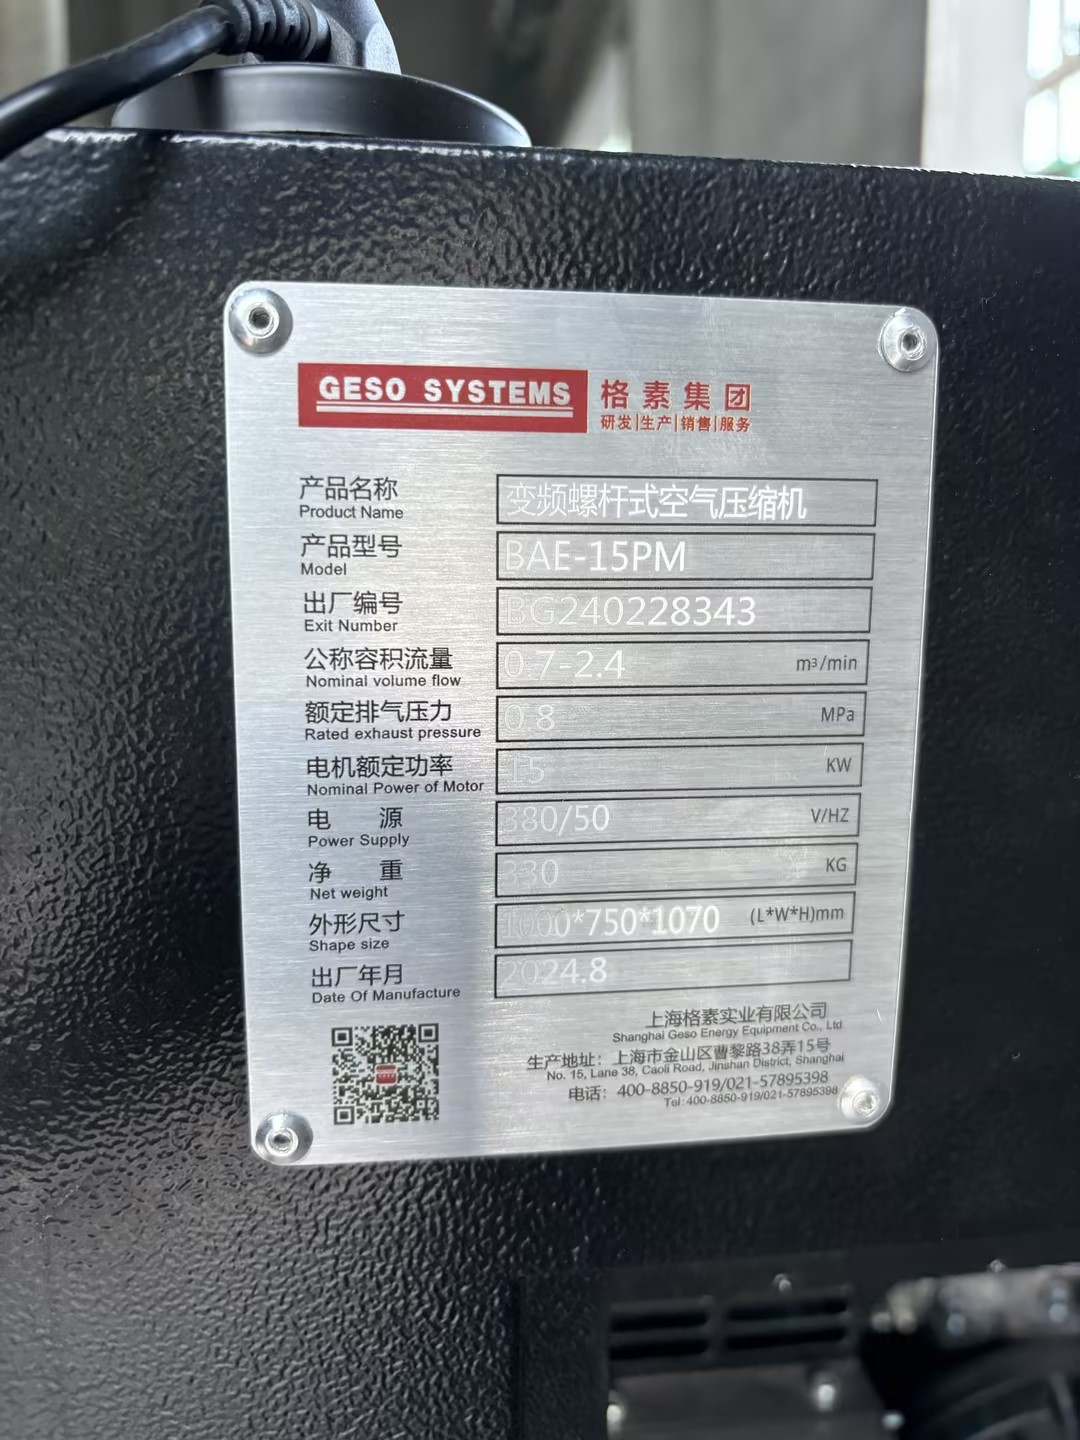 GESO SYSTEMS 格素集团
研发|生产|销售|服务
产品名称 变频螺杆式空气压缩机
Product Name
产品型号 BAE-15PM
Model
出厂编号 BG240228343
Exit Number
公称容积流量 0.7-2.4 m³/min
Nominal volume flow
额定排气压力 0.8 MPa
Rated exhaust pressure
电机额定功率 15 KW
Nominal Power of Motor
电 源 380/50 V/HZ
Power Supply
净 重 330 KG
Net weight
外形尺寸 1000*750*1070 (L*W*H)mm
Shape size
出厂年月 2024.8
Date Of Manufacture
上海格素实业有限公司
Shanghai Geso Energy Equipment Co., Ltd
生产地址：上海市金山区曹黎路38弄15号
No. 15, Lane 38, Caoli Road, Jinshan District, Shanghai
电话：400-8850-919/021-57895398
Tel: 400-8850-919/021-57895398